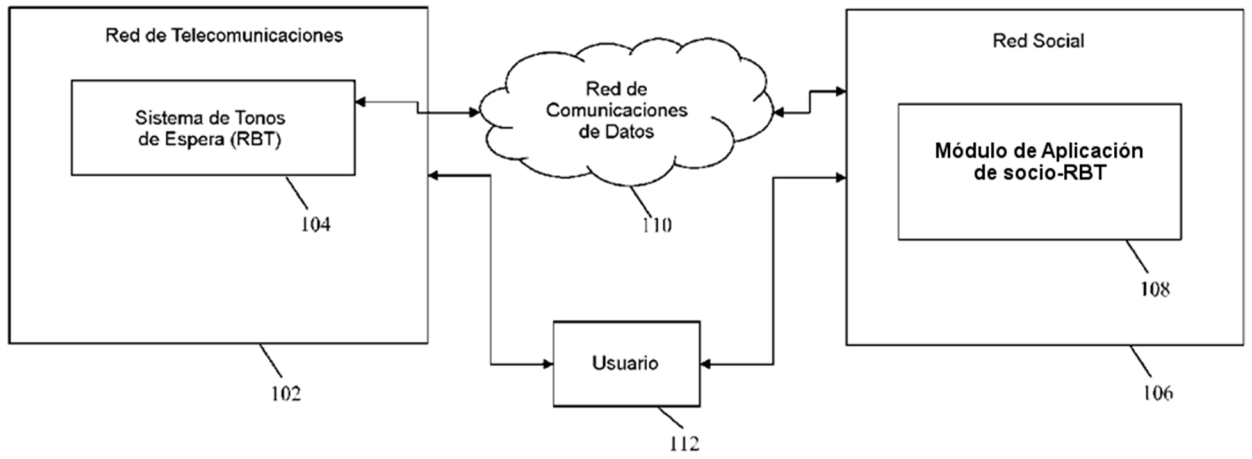 Red de Telecomunicaciones
Sistema de Tonos
de Espera (RBT)
104
102
Red de
Comunicaciones
de Datos
110
Usuario
112
Red Social
Módulo de Aplicación
de socio-RBT
108
106